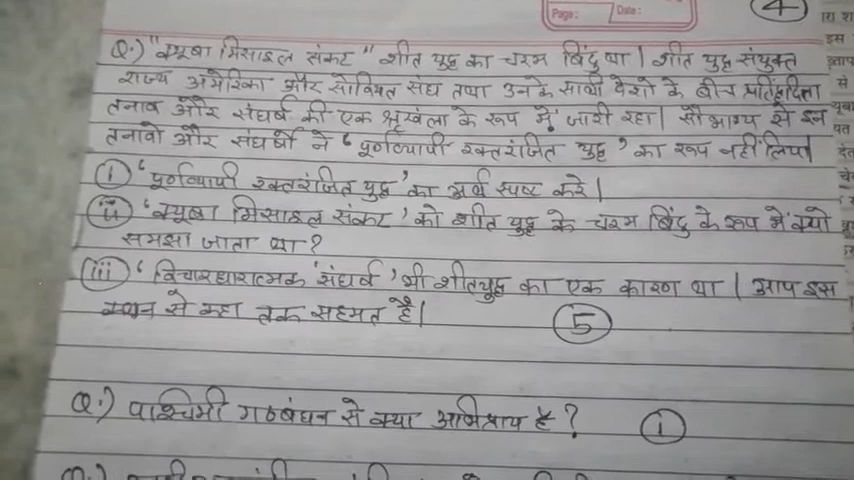 Page: Date:
4
Q.) "क्यूबा मिसाइल संकट" शीत युद्ध का चरम बिंदु था। शीत युद्ध संयुक्त
राज्य अमेरिका और सोवियत संघ तथा उनके साथी देशो के बीच प्रतिद्वंदिता
तनाव और संघर्ष की एक श्रृखंला के रूप में जारी रहा। सौभाग्य से इन
तनावो और संघर्षो ने 'पूर्णव्यापी रक्तरंजित युद्ध' का रूप नहीं लिया।
(i) 'पूर्णव्यापी रक्तरंजित युद्ध' का अर्थ स्पष्ट करे।
(ii) 'क्यूबा मिसाइल संकट' को शीत युद्ध के चरम बिंदु के रूप में क्यो
समझा जाता था?
(iii) 'विचारधारात्मक संघर्ष' भी शीतयुद्ध का एक कारण था। आप इस
कथन से कहा तक सहमत है।
5
Q.) पाश्चिमी गठबंधन से क्या अभिप्राय है?
1